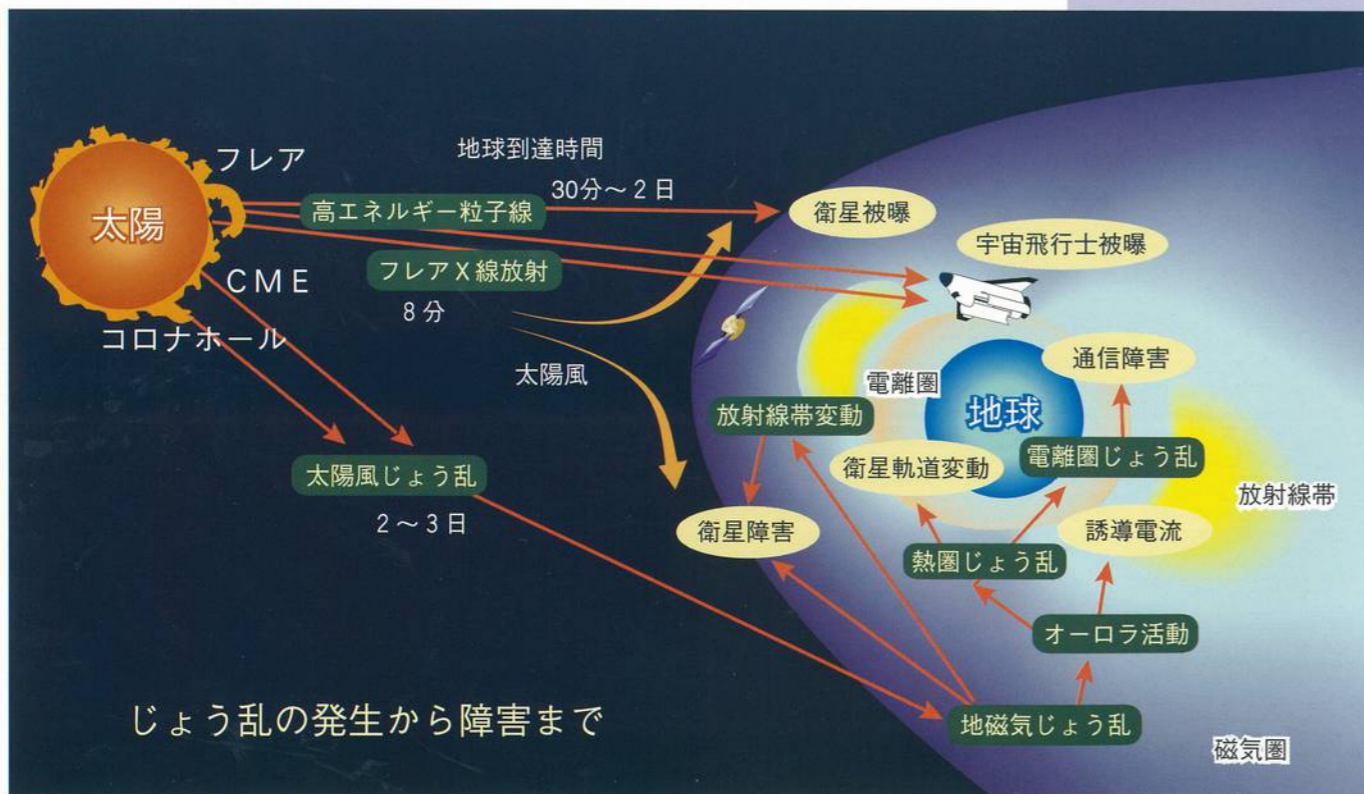 フレア
地球到達時間
30分～2日
高エネルギー粒子線
衛星被曝
太陽
宇宙飛行士被曝
フレアX線放射
CME
8分
コロナホール
太陽風
通信障害
電離圏
放射線帯変動
地球
電離圏じょう乱
衛星軌道変動
太陽風じょう乱
放射線帯
2～3日
衛星障害
誘導電流
熱圏じょう乱
オーロラ活動
じょう乱の発生から障害まで
地磁気じょう乱
磁気圏